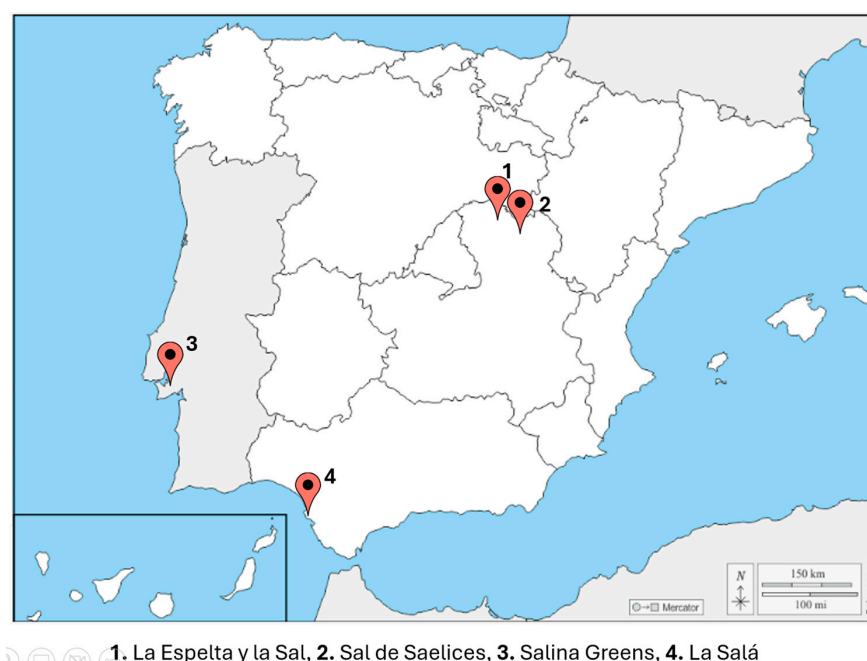 1
2
3
4
N
150 km
100 mi
Mercator
1. La Espelta y la Sal, 2. Sal de Saelices, 3. Salina Greens, 4. La Salá